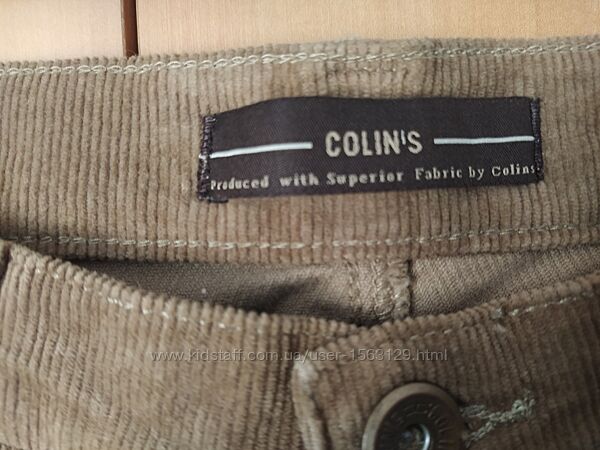 COLIN'S
Produced with Superior Fabric by Colins
www.kidstaff.com.ua/user-1563129.html